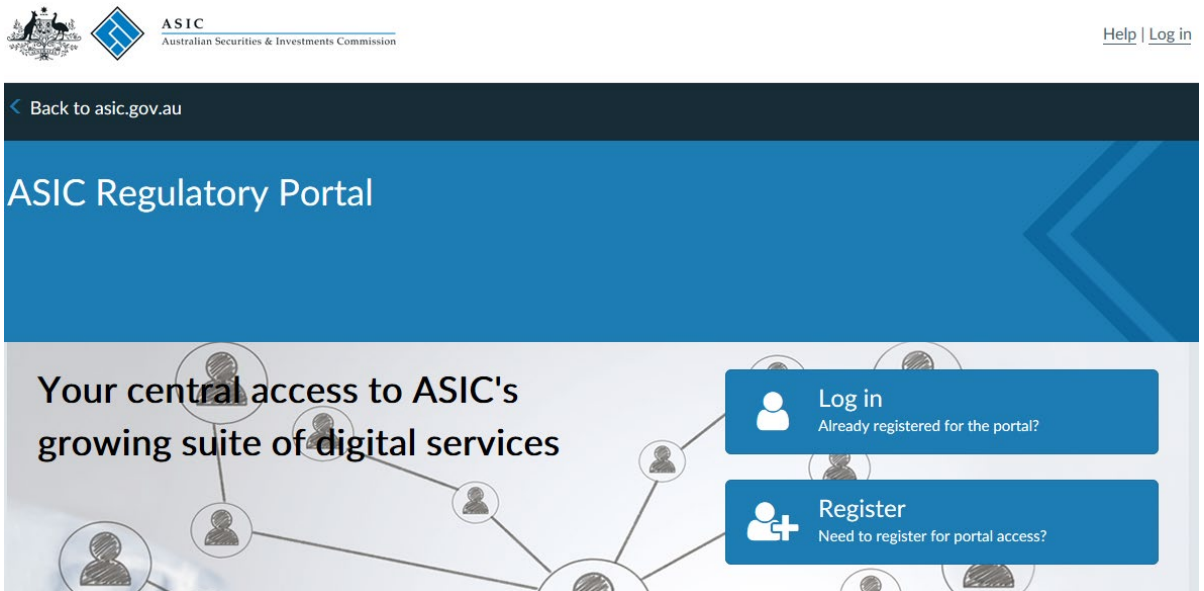 ASIC
Australian Securities & Investments Commission
Help | Log in
Back to asic.gov.au
ASIC Regulatory Portal
Your central access to ASIC's
growing suite of digital services
Log in
Already registered for the portal?
Register
Need to register for portal access?